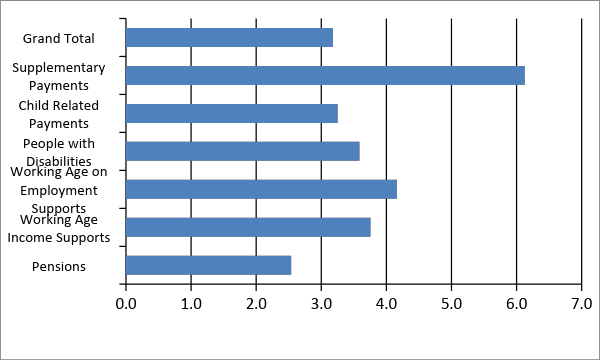 Grand Total
Supplementary
Payments
Child Related
Payments
People with
Disabilities
Working Age on
Employment
Supports
Working Age
Income Supports
Pensions
0.0 1.0 2.0 3.0 4.0 5.0 6.0 7.0